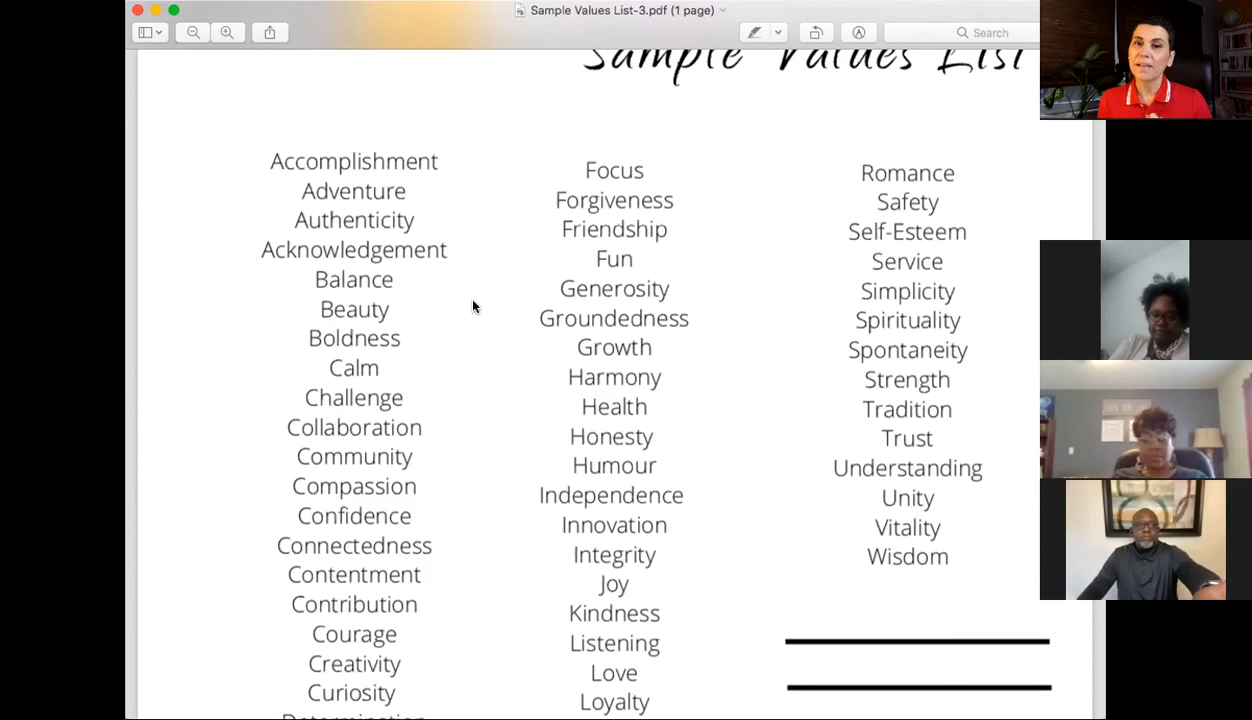 Sample Values List-3.pdf (1 page)
Search
Sample Values List
Accomplishment
Adventure
Authenticity
Acknowledgement
Balance
Beauty
Boldness
Calm
Challenge
Collaboration
Community
Compassion
Confidence
Connectedness
Contentment
Contribution
Courage
Creativity
Curiosity
Determination
Focus
Forgiveness
Friendship
Fun
Generosity
Groundedness
Growth
Harmony
Health
Honesty
Humour
Independence
Innovation
Integrity
Joy
Kindness
Listening
Love
Loyalty
Romance
Safety
Self-Esteem
Service
Simplicity
Spirituality
Spontaneity
Strength
Tradition
Trust
Understanding
Unity
Vitality
Wisdom